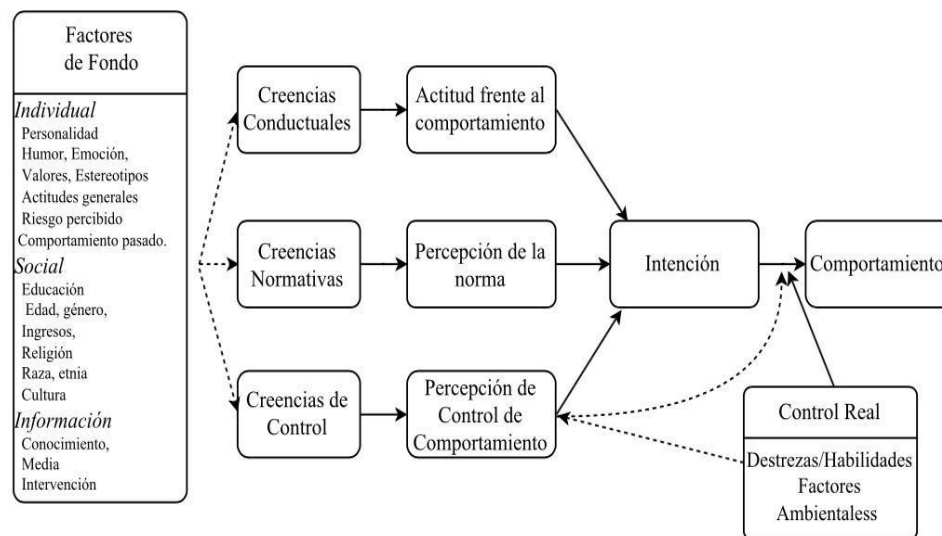 Factores
de Fondo
Individual
Personalidad
Humor, Emoción,
Valores, Estereotipos
Actitudes generales
Riesgo percibido
Comportamiento pasado.
Social
Educación
Edad, género,
Ingresos,
Religión
Raza, etnia
Cultura
Información
Conocimiento,
Media
Intervención
Creencias
Conductuales
Actitud frente al
comportamiento
Creencias
Normativas
Percepción de la
norma
Intención
Comportamiento
Creencias de
Control
Percepción de
Control de
Comportamiento
Control Real
Destrezas/Habilidades
Factores
Ambientaless